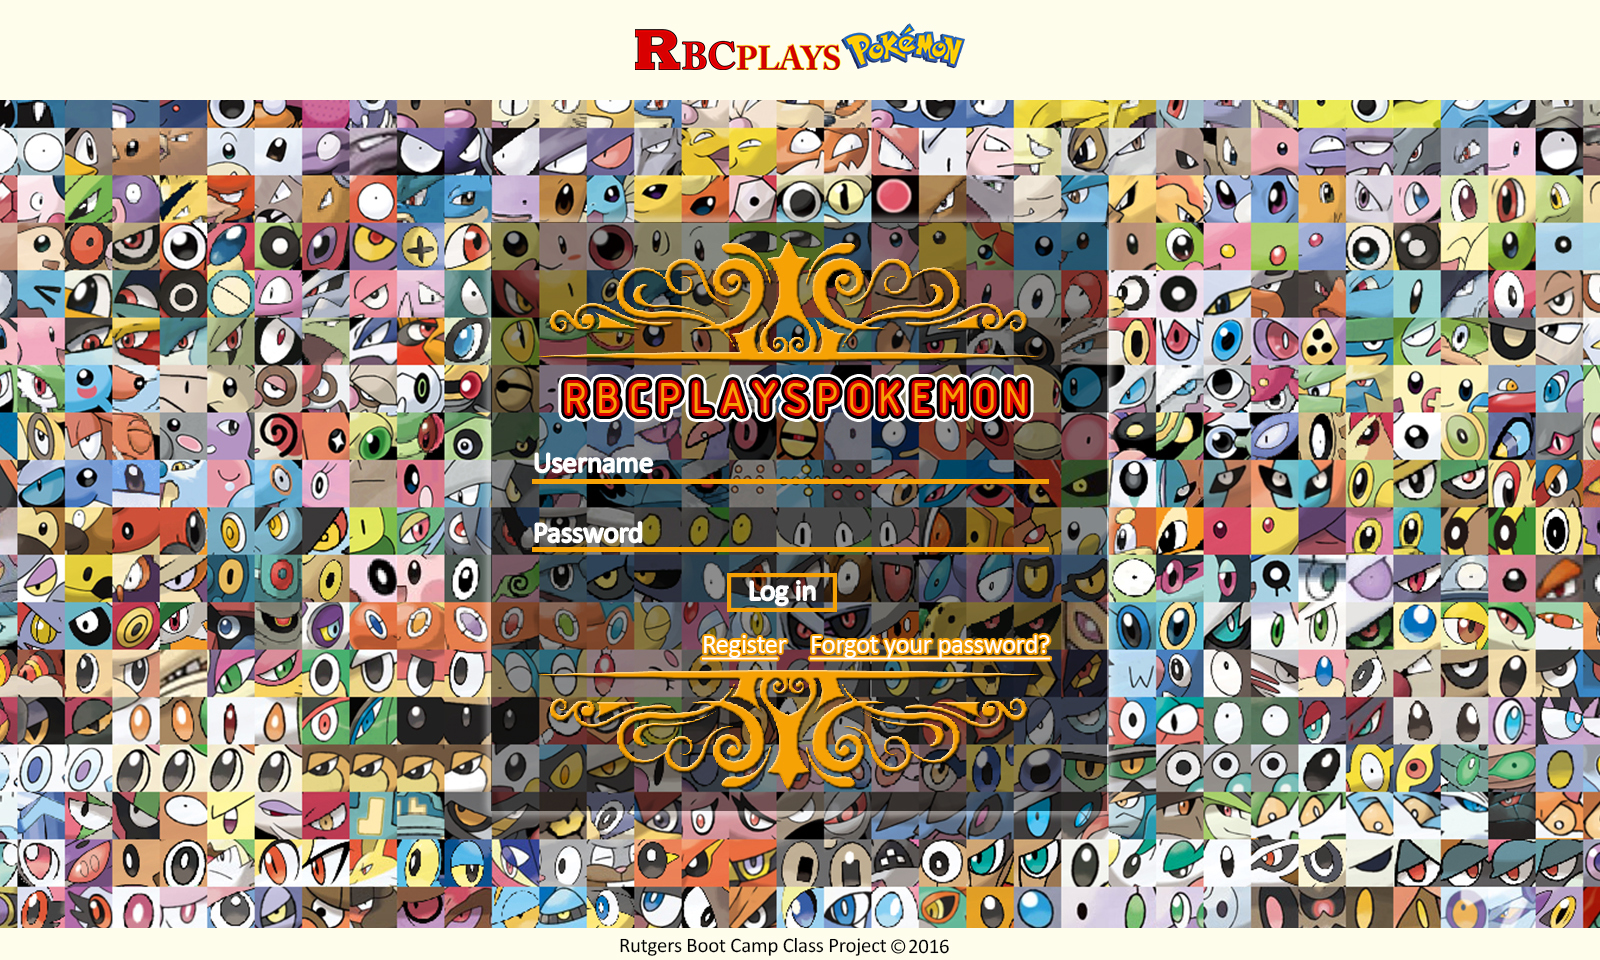 RBCPLAYS POKéMON
RBCPLAYSPOKEMON
Username
Password
Log in
Register Forgot your password?
Rutgers Boot Camp Class Project ©2016